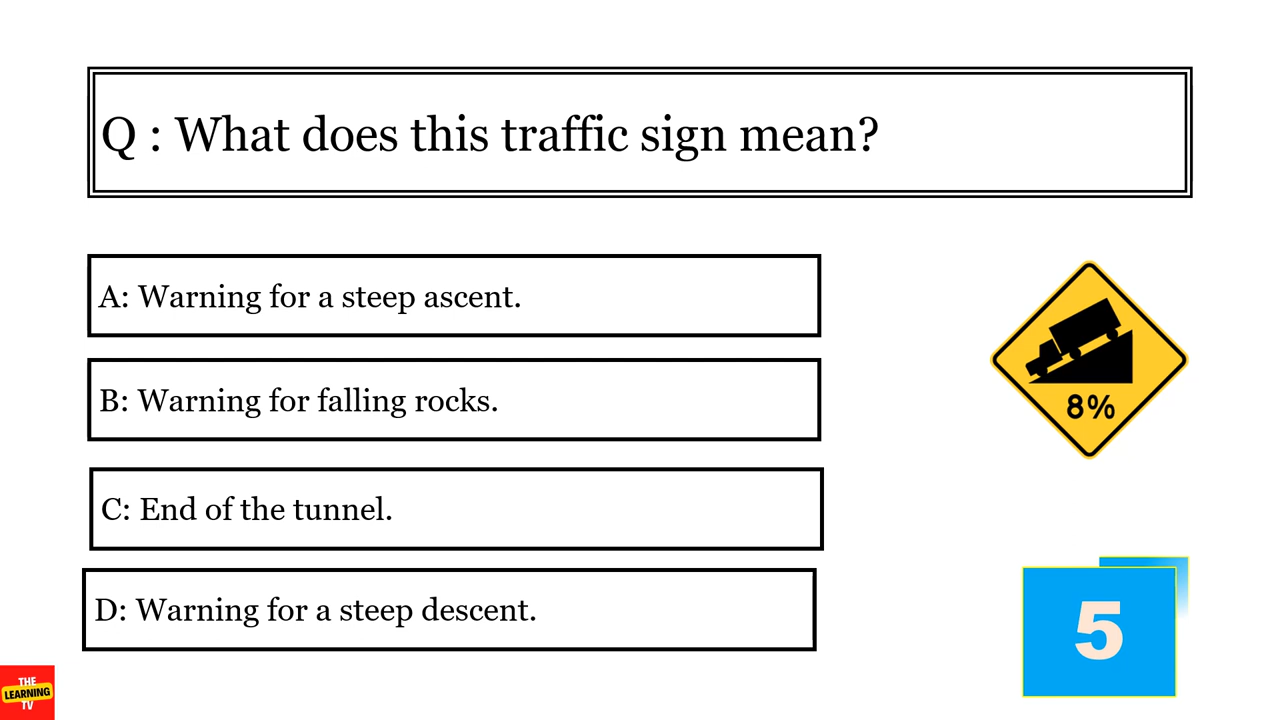 Q : What does this traffic sign mean?
A: Warning for a steep ascent.
B: Warning for falling rocks.
8%
C: End of the tunnel.
D: Warning for a steep descent.
5
THE
LEARNING
TV